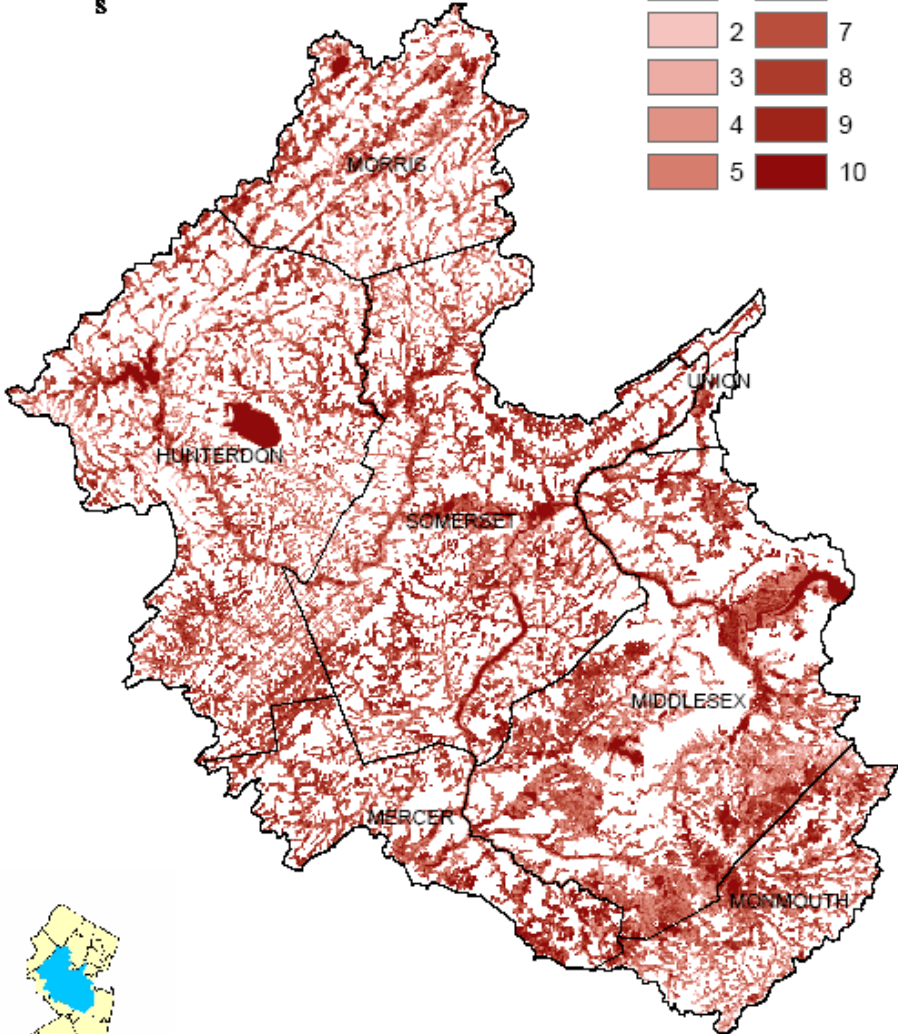 S
2 7
3 8
4 9
5 10
MORRIS
UNION
HUNTERDON
SOMERSET
MIDDLESEX
MERCER
MONMOUTH